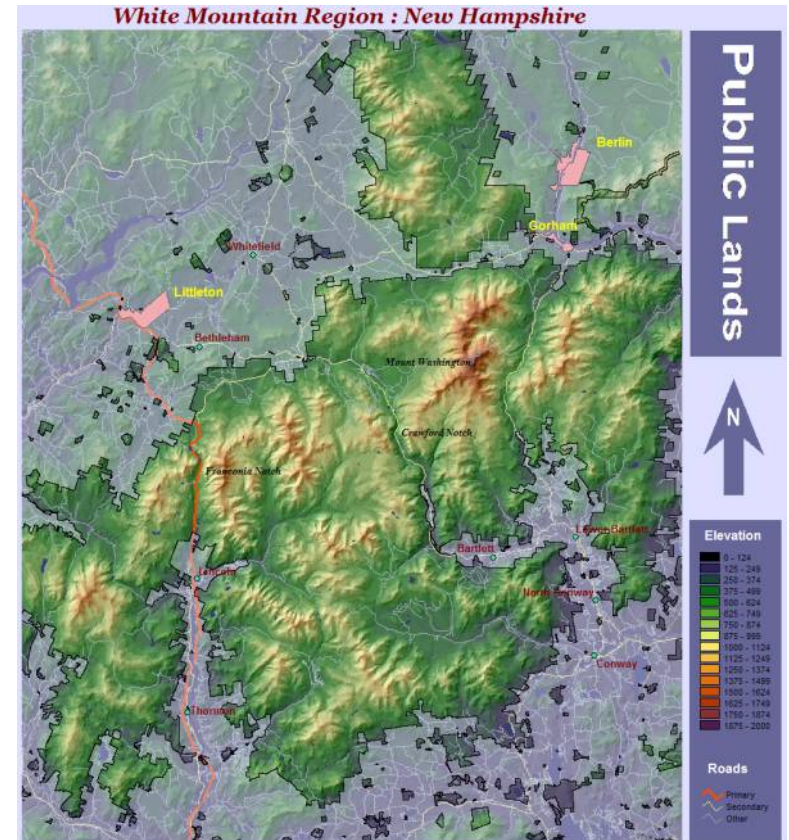 White Mountain Region : New Hampshire
Public Lands
Berlin
Gorham
Whitefield
Littleton
Bethleham
Mount Washington
Crawford Notch
Franconia Notch
N
Lower Bartlett
Bartlett
Lincoln
North Conway
Conway
Thornton
Elevation
0 - 124
125 - 249
250 - 374
375 - 499
500 - 624
625 - 749
750 - 874
875 - 999
1000 - 1124
1125 - 1249
1250 - 1374
1375 - 1499
1500 - 1624
1625 - 1749
1750 - 1874
1875 - 2000
Roads
Primary
Secondary
Other